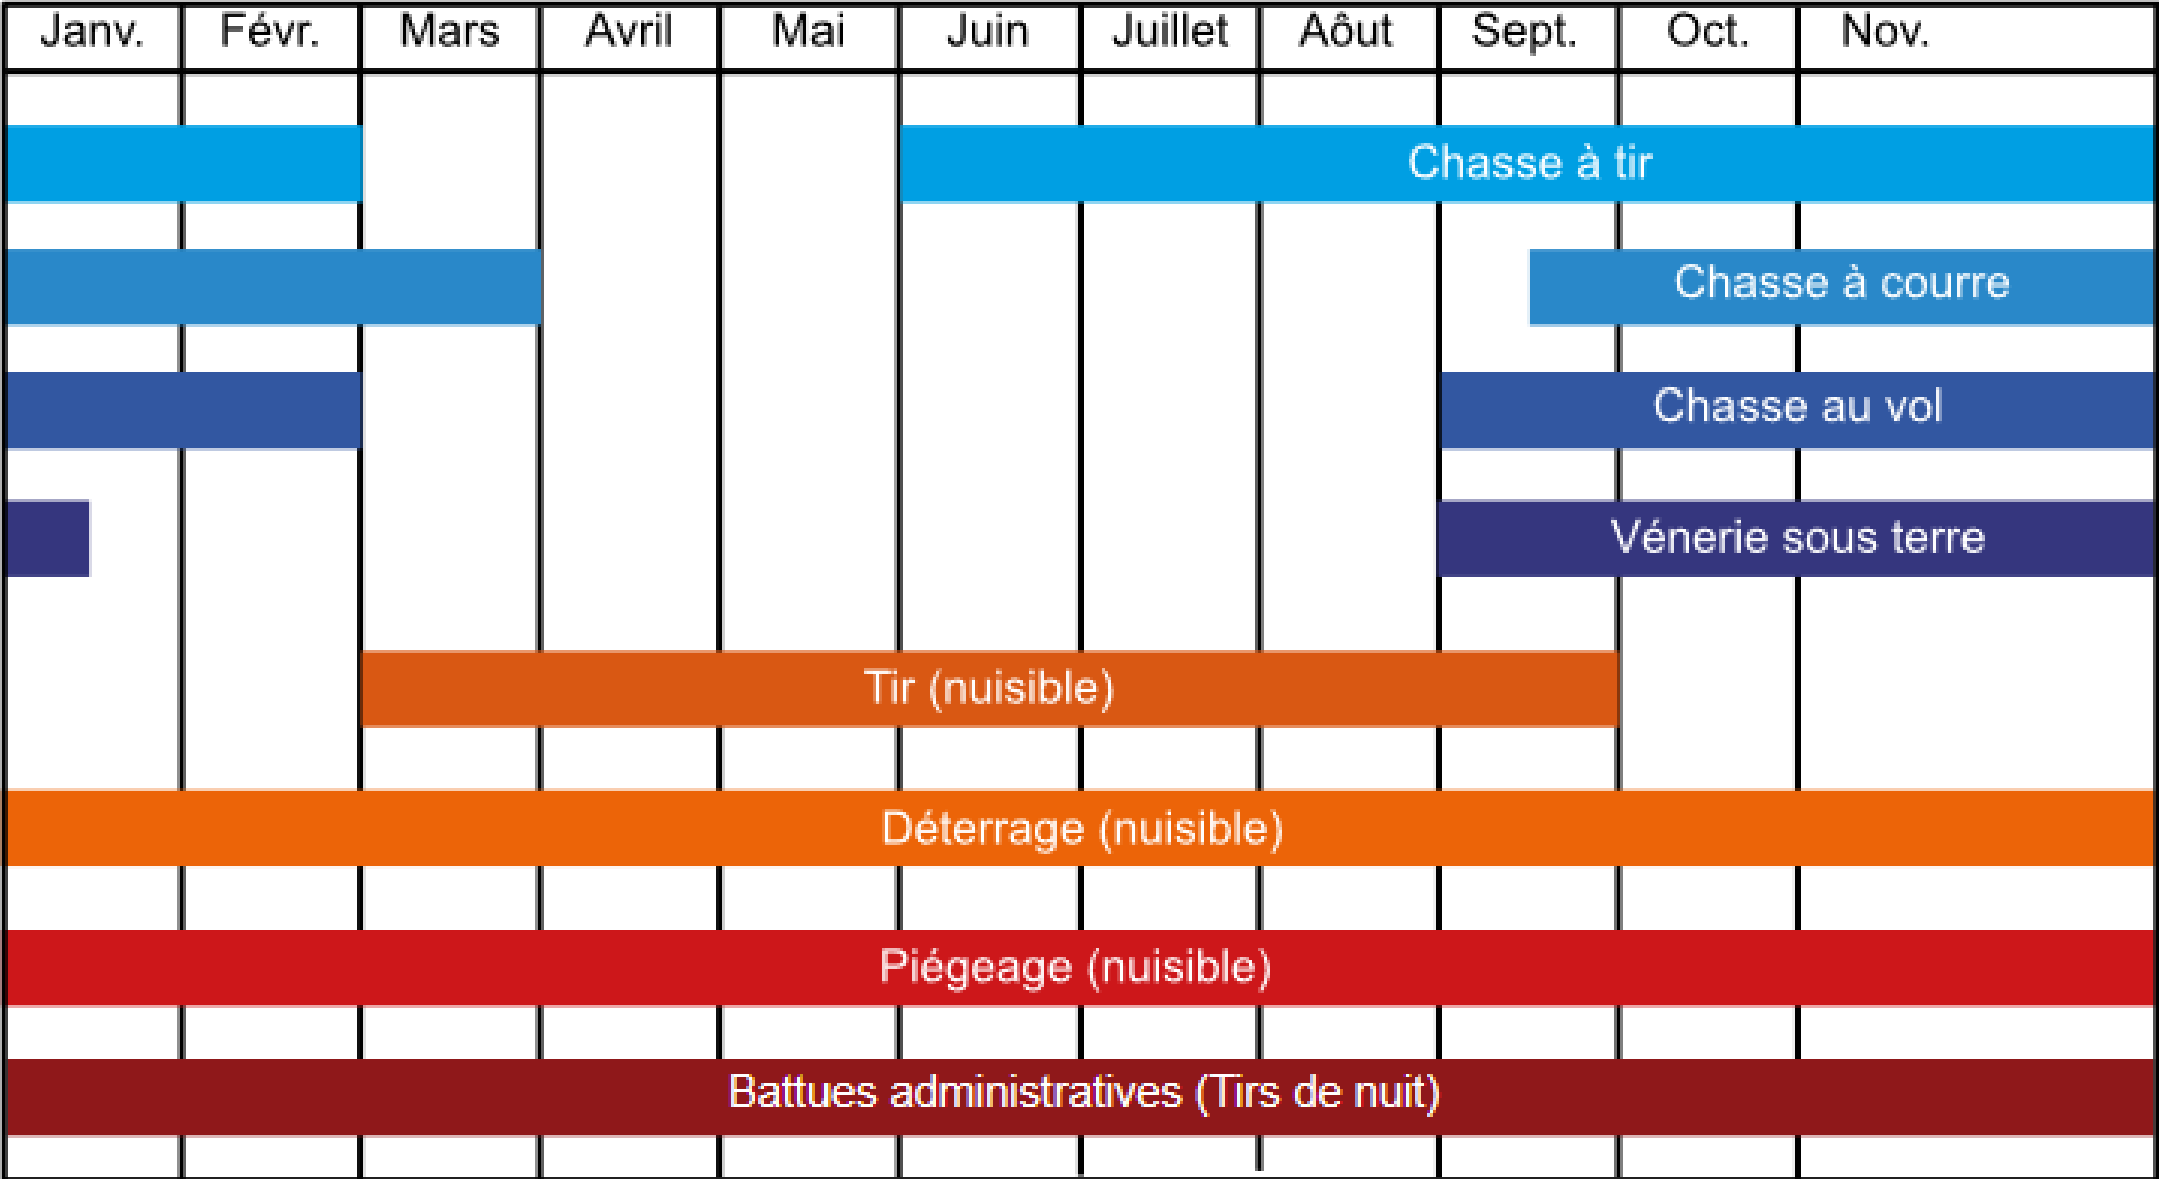 Janv. Févr. Mars Avril Mai Juin Juillet Aôut Sept. Oct. Nov.
Chasse à tir
Chasse à courre
Chasse au vol
Vénerie sous terre
Tir (nuisible)
Déterrage (nuisible)
Piégeage (nuisible)
Battues administratives (Tirs de nuit)